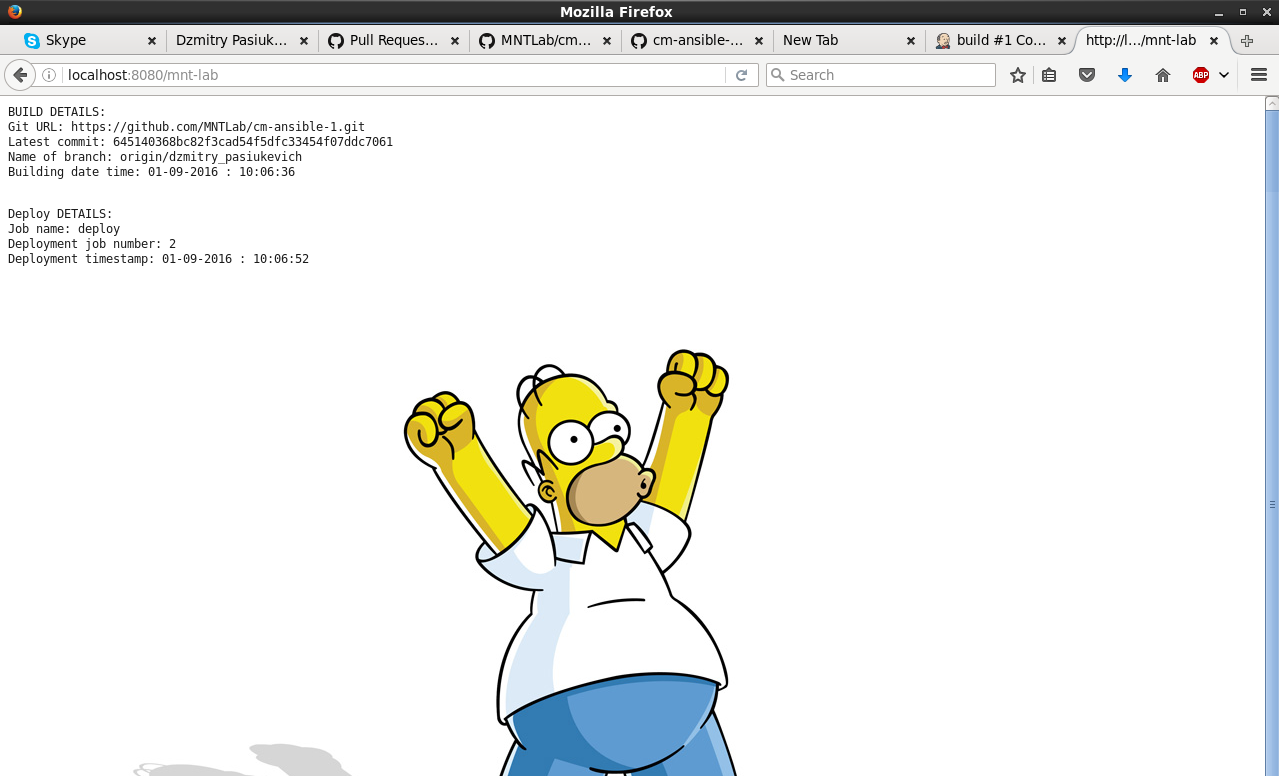 Mozilla Firefox
Skype
Dzmitry Pasiuk...
Pull Reques...
MNTLab/cm...
cm-ansible-...
New Tab
build #1 Co...
http://l.../mnt-lab
localhost:8080/mnt-lab
Search
ABP
BUILD DETAILS:
Git URL: https://github.com/MNTLab/cm-ansible-1.git
Latest commit: 645140368bc82f3cad54f5dfc33454f07ddc7061
Name of branch: origin/dzmitry_pasiukevich
Building date time: 01-09-2016 : 10:06:36
Deploy DETAILS:
Job name: deploy
Deployment job number: 2
Deployment timestamp: 01-09-2016 : 10:06:52